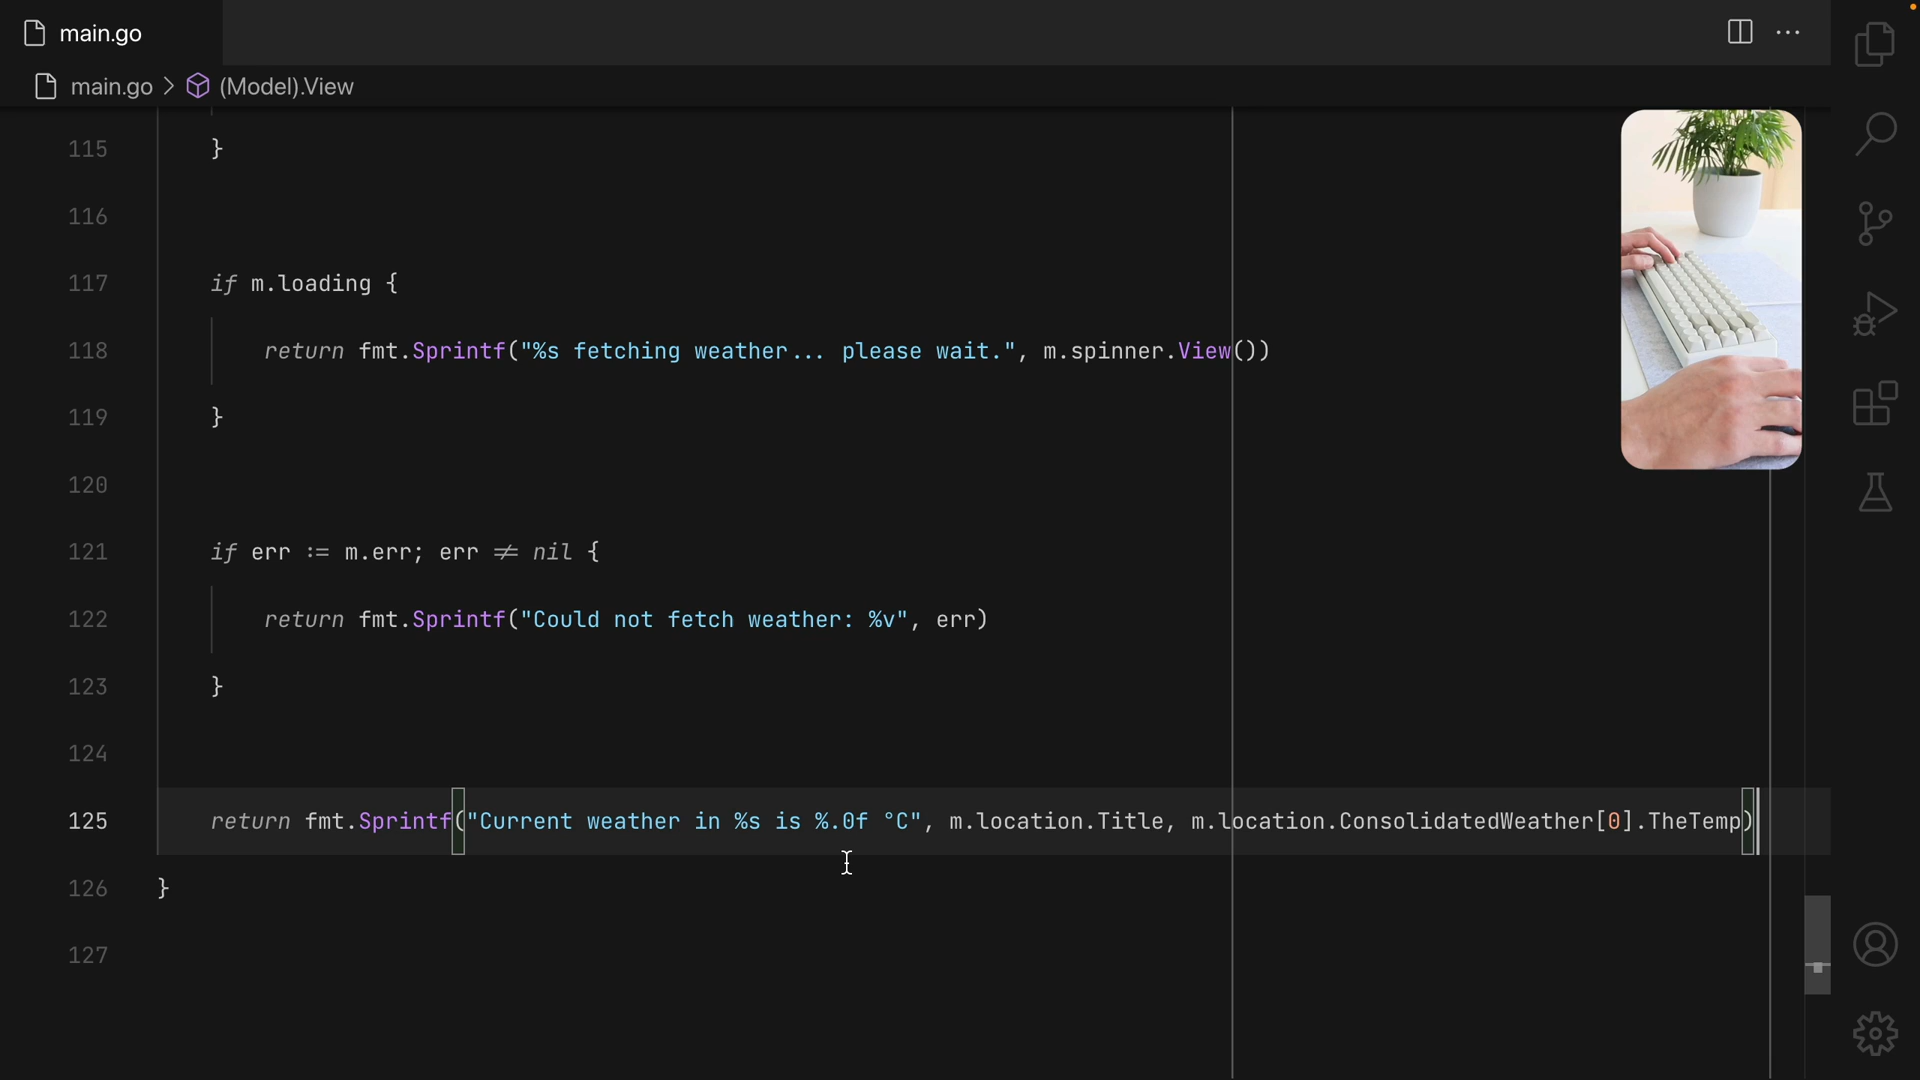 main.go
main.go > (Model).View
115 }
116
117 if m.loading {
118 return fmt.Sprintf("%s fetching weather... please wait.", m.spinner.View())
119 }
120
121 if err := m.err; err ≠ nil {
122 return fmt.Sprintf("Could not fetch weather: %v", err)
123 }
124
125 return fmt.Sprintf("Current weather in %s is %.0f °C", m.location.Title, m.location.ConsolidatedWeather[0].TheTemp)
126 }
127